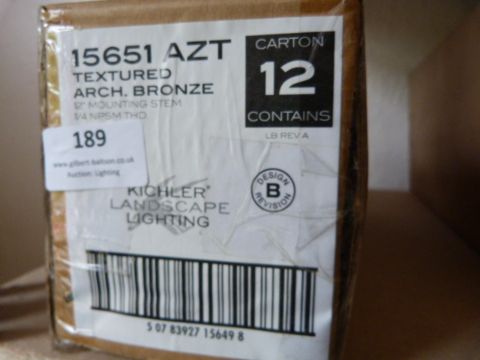 15651 AZT
TEXTURED
ARCH. BRONZE
12" MOUNTING STEM
1/4 NPSM THD
CARTON
12
CONTAINS
LB REV.A
189
www.gilbert-baitson.co.uk
Auction: Lighting
DESIGN
B
REVISION
KICHLER®
LANDSCAPE
LIGHTING
5 07 83927 15649 8